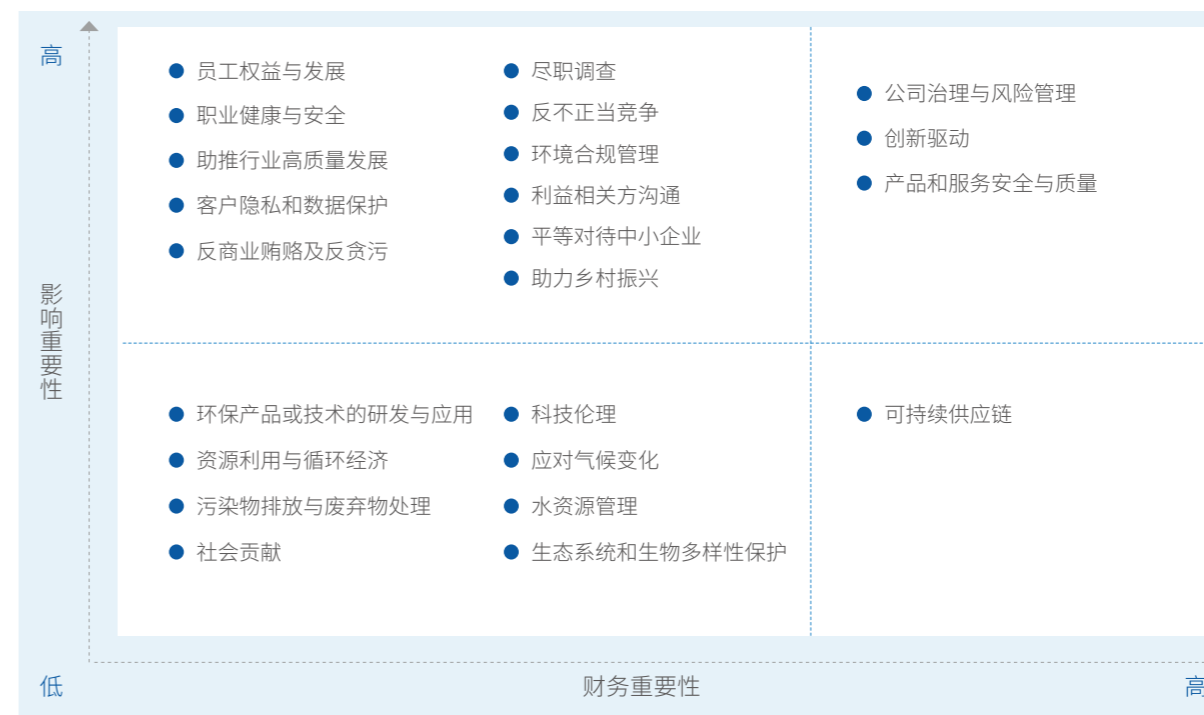 高
影响重要性
员工权益与发展
职业健康与安全
助推行业高质量发展
客户隐私和数据保护
反商业贿赂及反贪污
尽职调查
反不正当竞争
环境合规管理
利益相关方沟通
平等对待中小企业
助力乡村振兴
公司治理与风险管理
创新驱动
产品和服务安全与质量
环保产品或技术的研发与应用
资源利用与循环经济
污染物排放与废弃物处理
社会贡献
科技伦理
应对气候变化
水资源管理
生态系统和生物多样性保护
可持续供应链
低
财务重要性
高